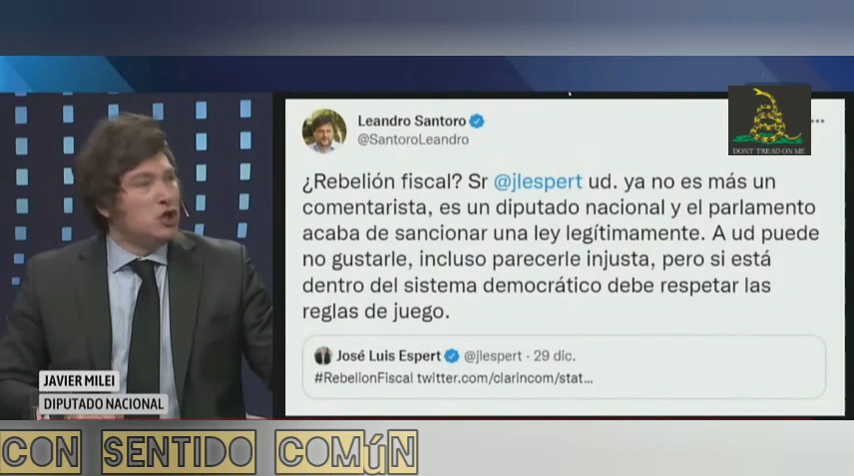 Leandro Santoro
@SantoroLeandro
DONT TREAD ON ME
¿Rebelión fiscal? Sr @jlespert ud. ya no es más un
comentarista, es un diputado nacional y el parlamento
acaba de sancionar una ley legítimamente. A ud puede
no gustarle, incluso parecerle injusta, pero si está
dentro del sistema democrático debe respetar las
reglas de juego.
José Luis Espert @jlespert · 29 dic.
#RebelionFiscal twitter.com/clarincom/stat...
JAVIER MILEI
DIPUTADO NACIONAL
CON SENTIDO COMÚN